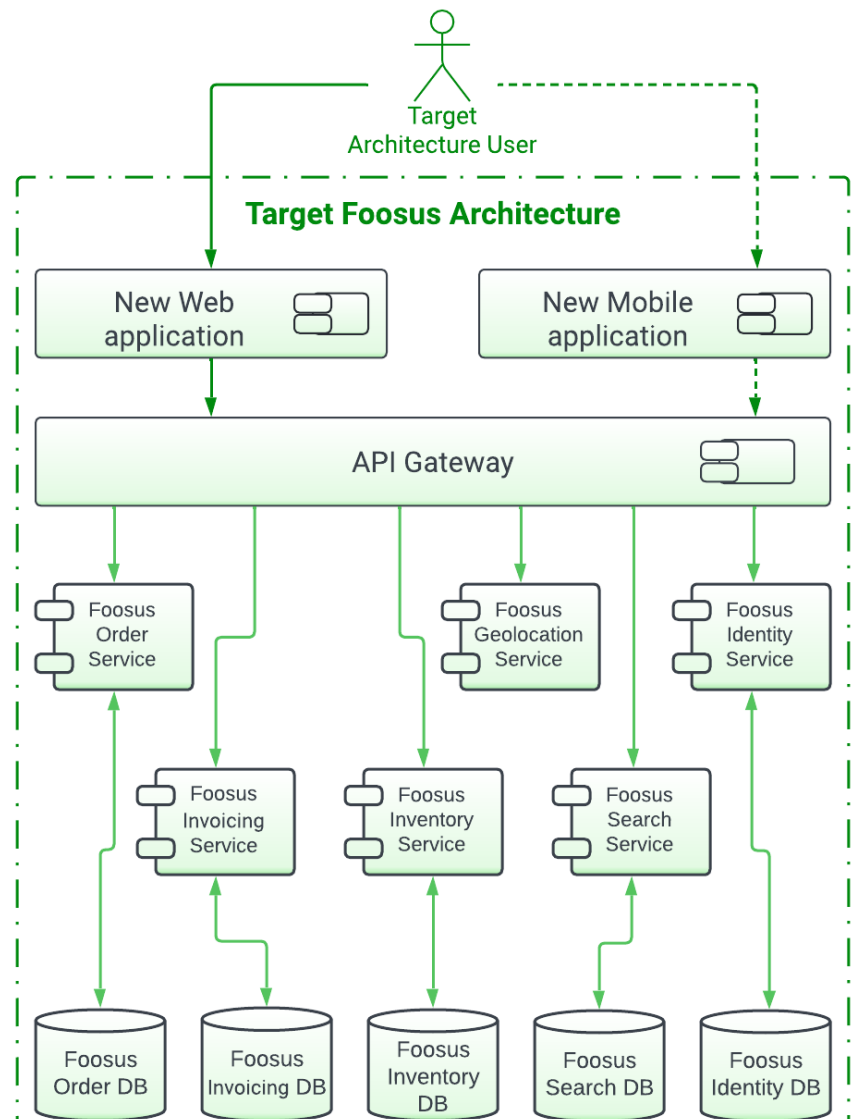 Target
Architecture User
Target Foosus Architecture
New Web
application
New Mobile
application
API Gateway
Foosus
Order
Service
Foosus
Geolocation
Service
Foosus
Identity
Service
Foosus
Invoicing
Service
Foosus
Inventory
Service
Foosus
Search
Service
Foosus
Order DB
Foosus
Invoicing DB
Foosus
Inventory
DB
Foosus
Search DB
Foosus
Identity DB